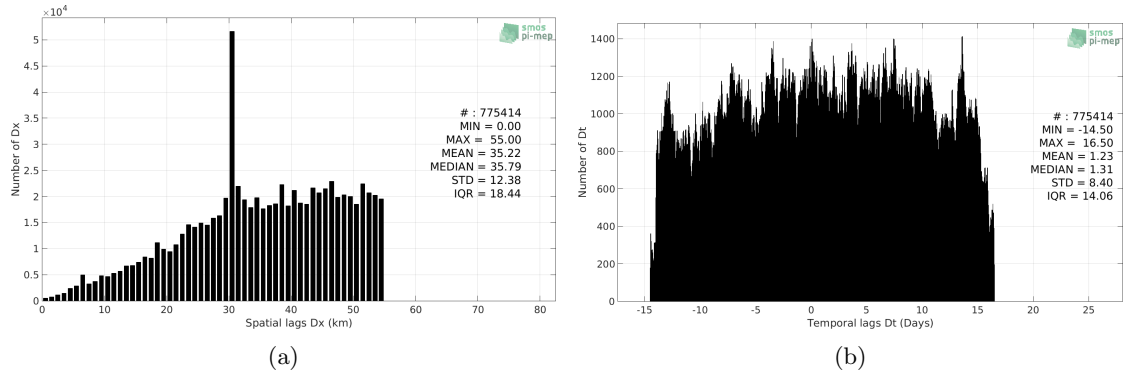 ×10⁴
5
4.5
4
3.5
3
2.5
2
1.5
1
0.5
0
Number of Dx
0 10 20 30 40 50 60 70 80
Spatial lags Dx (km)
smos
pi-mep
# : 775414
MIN = 0.00
MAX = 55.00
MEAN = 35.22
MEDIAN = 35.79
STD = 12.38
IQR = 18.44
(a)
1400
1200
1000
800
600
400
200
0
Number of Dt
-15 -10 -5 0 5 10 15 20 25
Temporal lags Dt (Days)
smos
pi-mep
# : 775414
MIN = -14.50
MAX = 16.50
MEAN = 1.23
MEDIAN = 1.31
STD = 8.40
IQR = 14.06
(b)